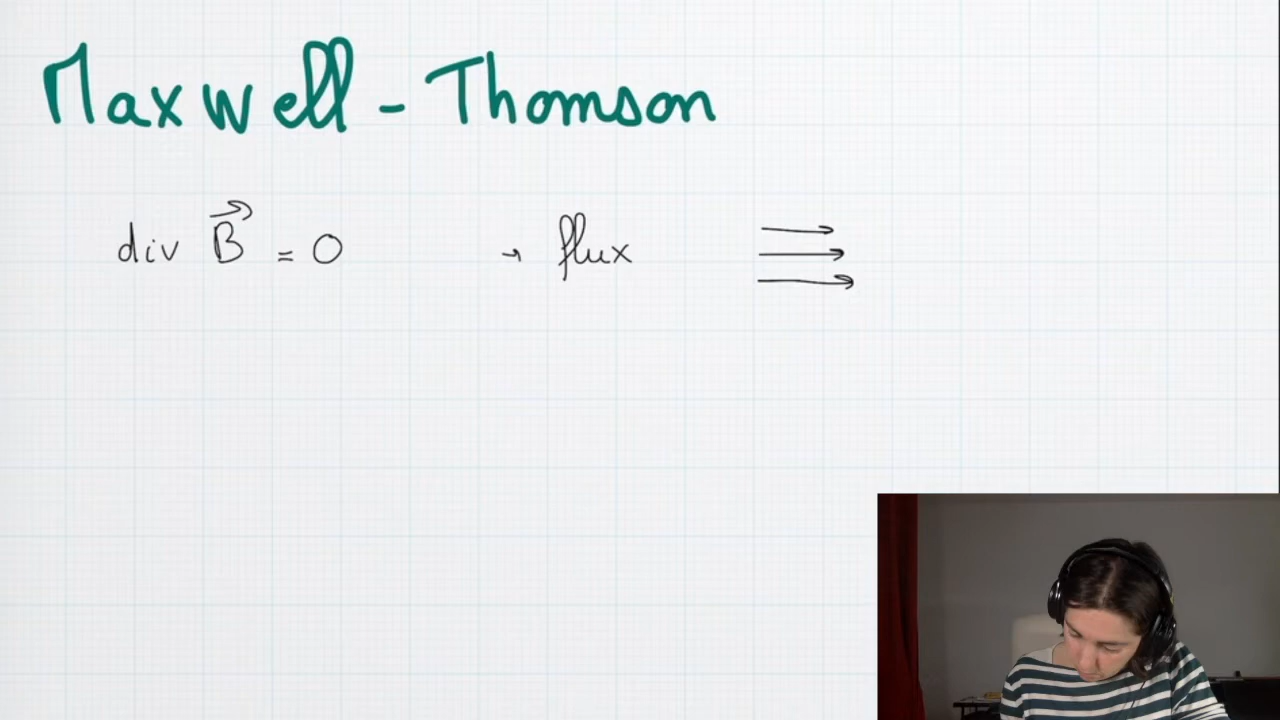 Maxwell - Thomson
div B⃗ = 0 → flux